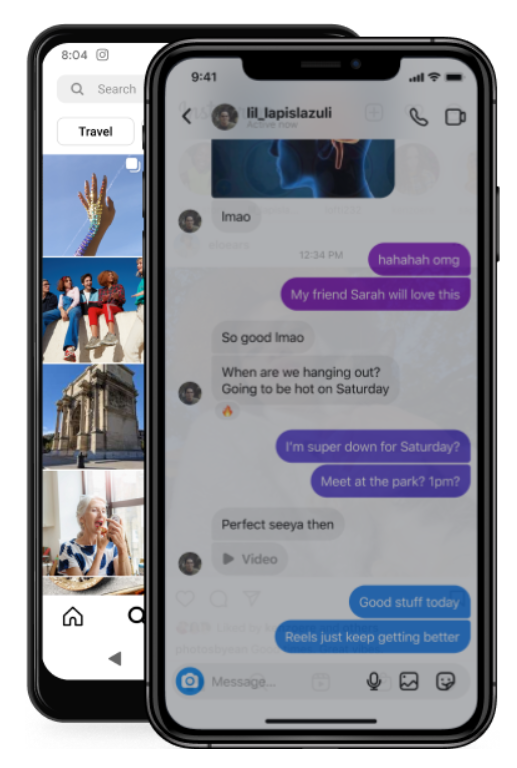 8:04
Search
Travel
9:41
lil_lapislazuli
Active now
lmao
12:34 PM
hahahah omg
My friend Sarah will love this
So good lmao
When are we hanging out?
Going to be hot on Saturday
I'm super down for Saturday?
Meet at the park? 1pm?
Perfect seeya then
Video
Good stuff today
Reels just keep getting better
Message...